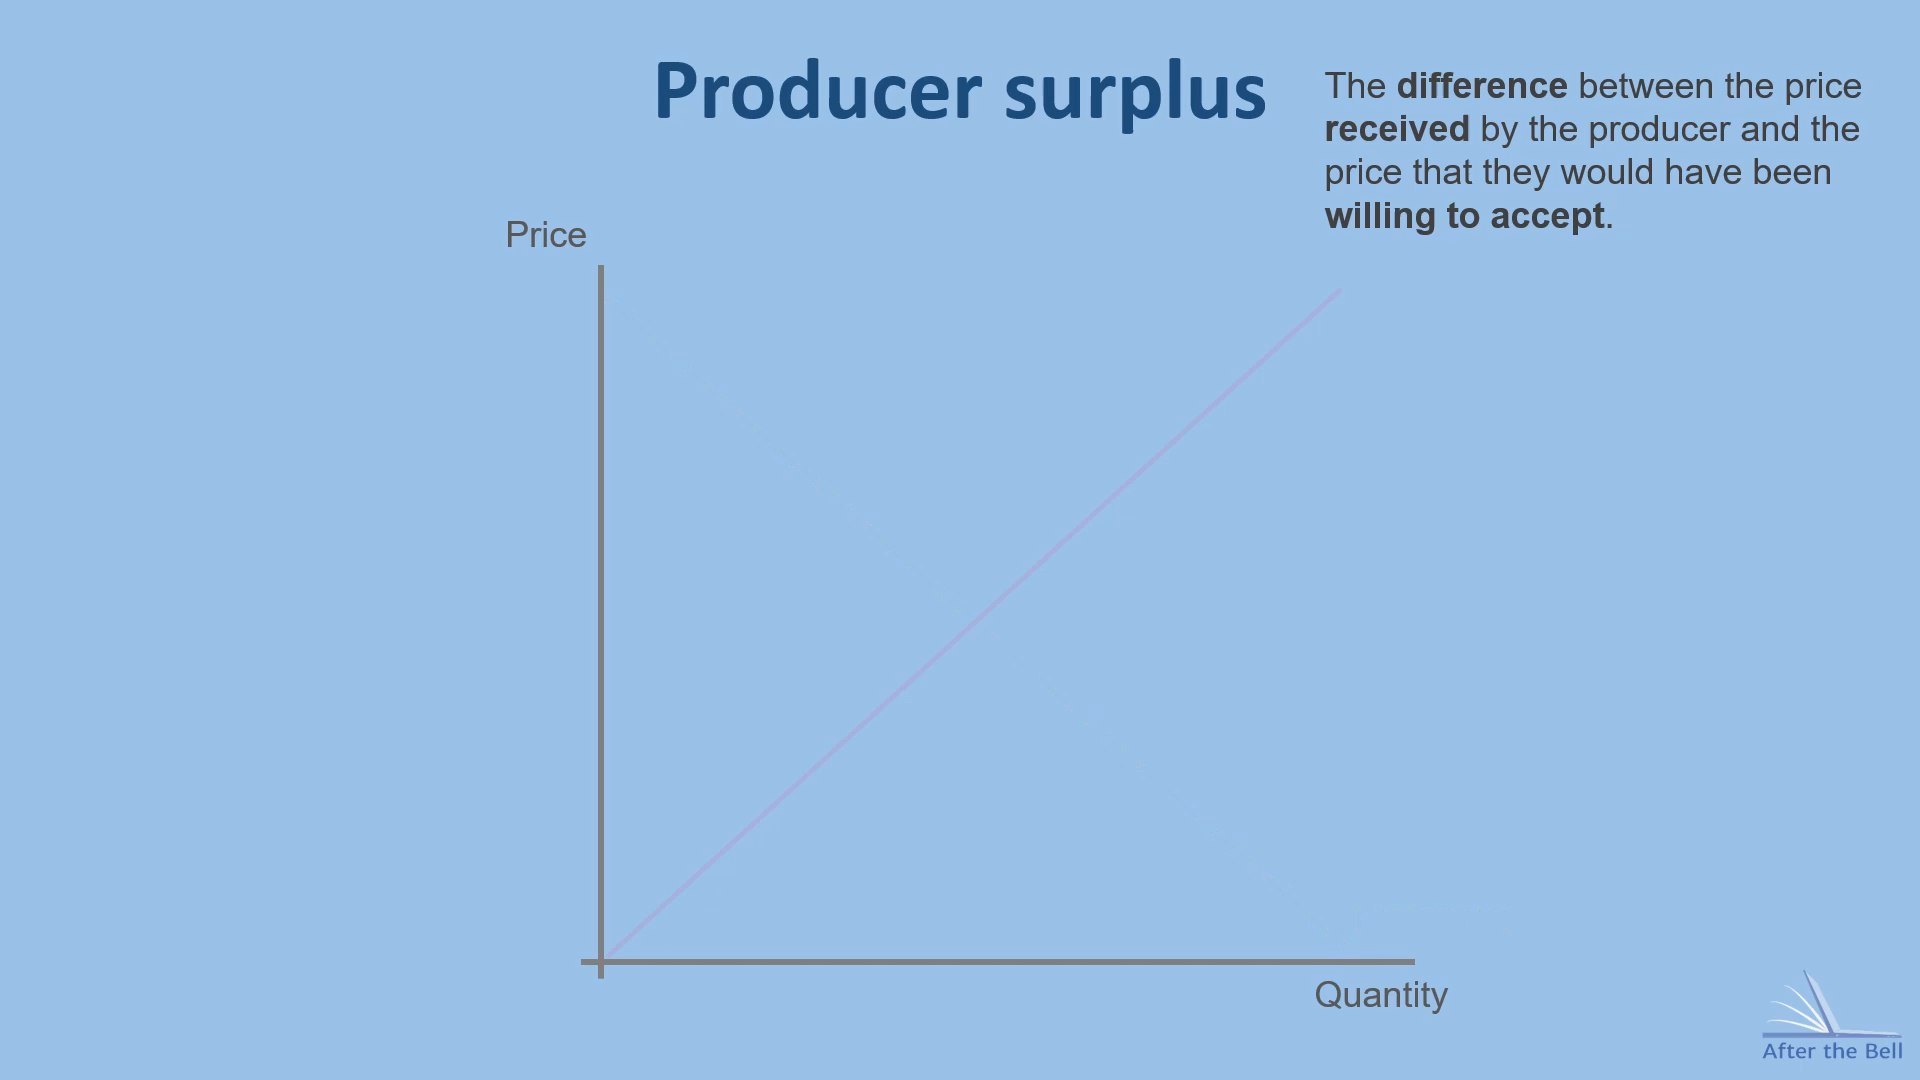 Producer surplus
The difference between the price
received by the producer and the
price that they would have been
willing to accept.
Price
Quantity
After the Bell